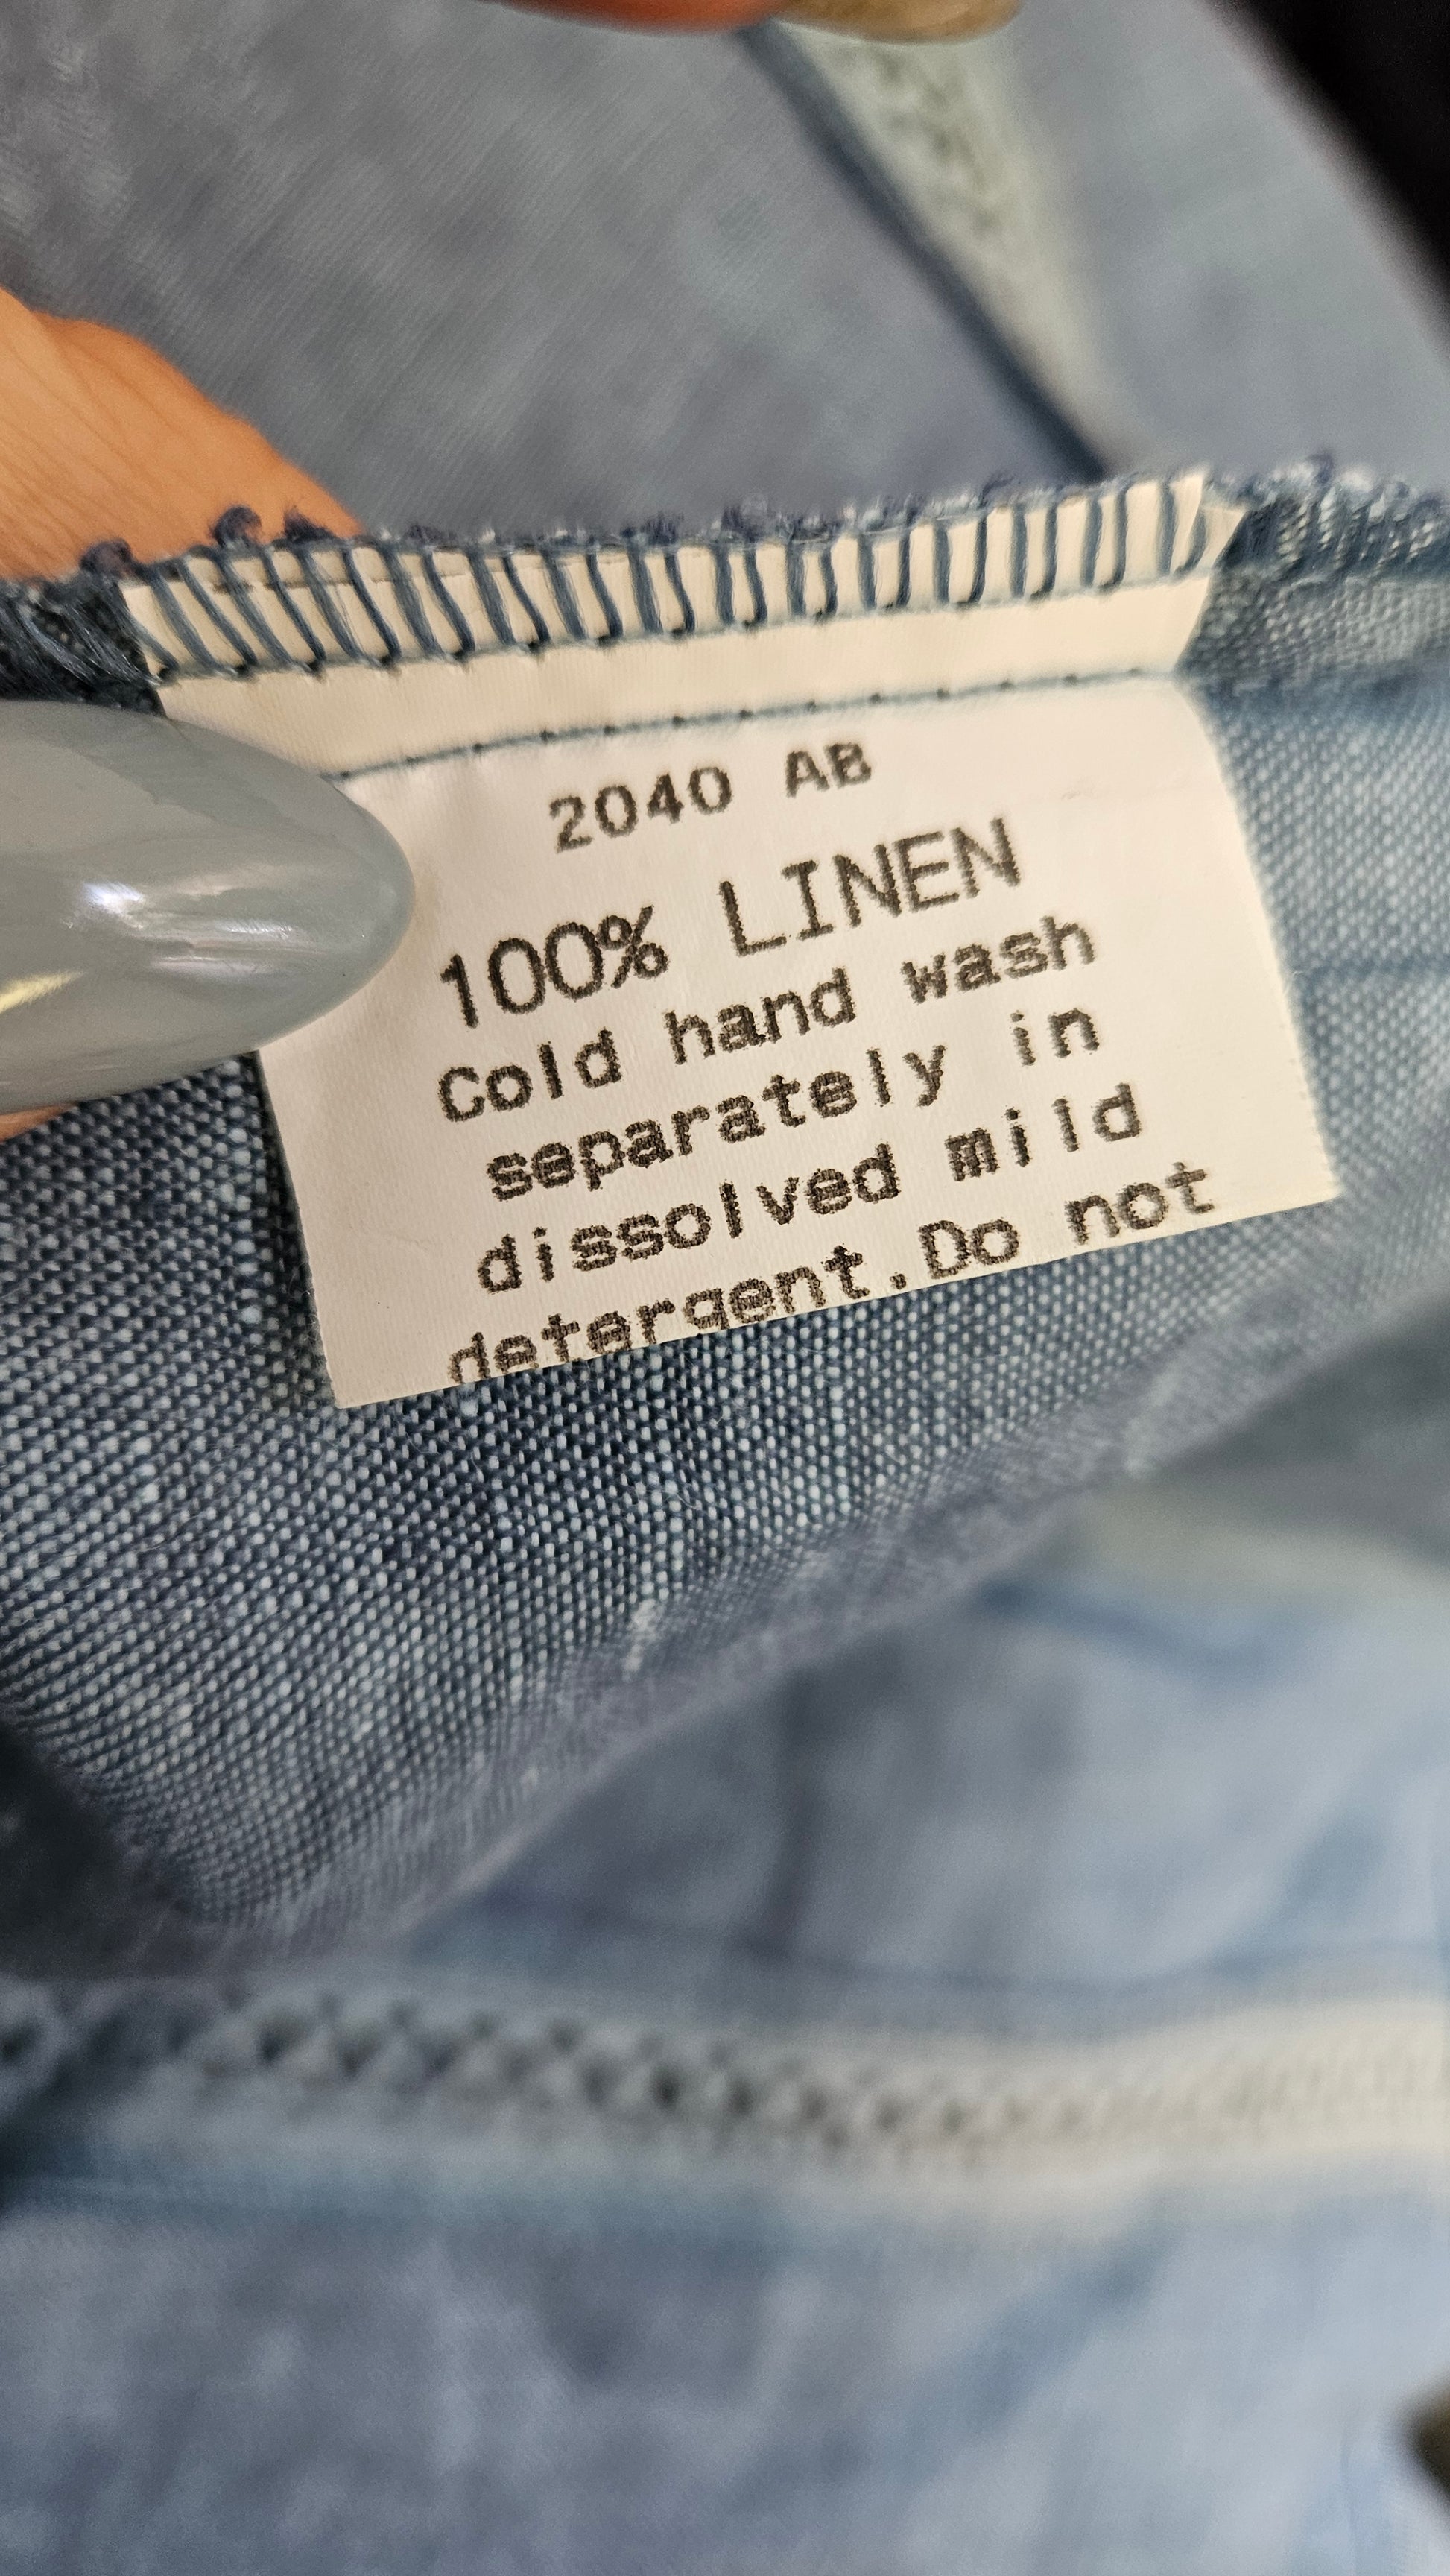 2040 AB
100% LINEN
Cold hand wash
separately in
dissolved mild
detergent.Do not